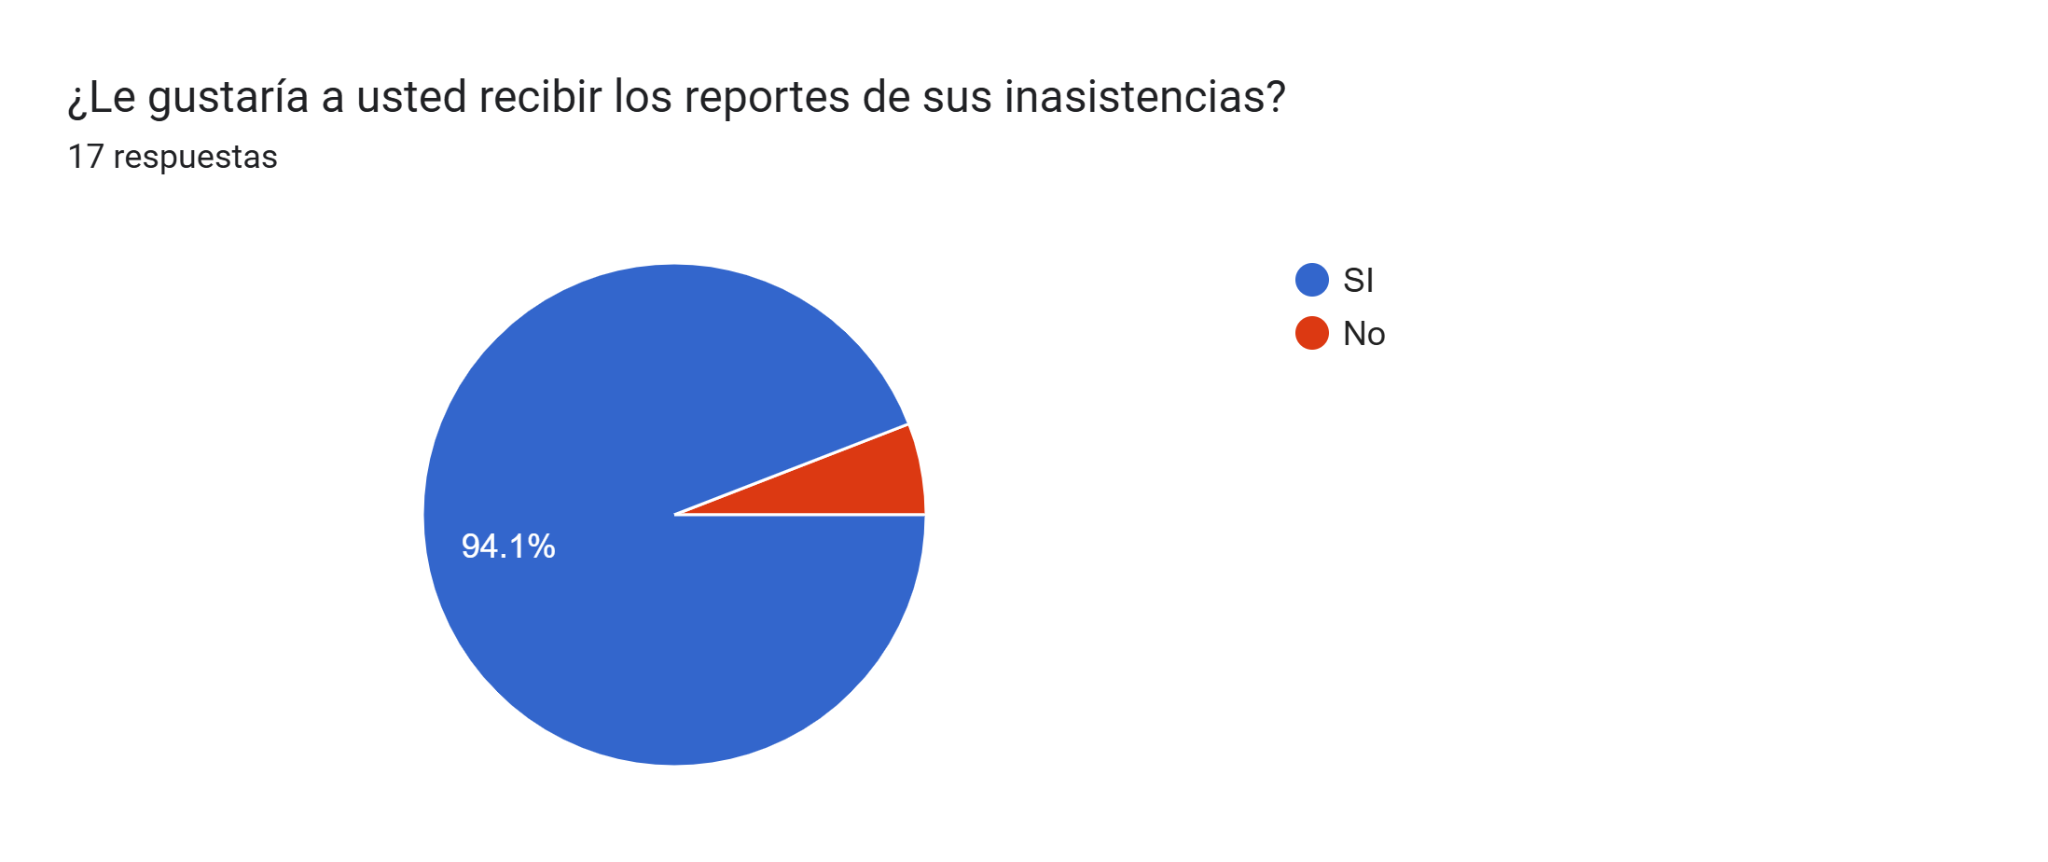 ¿Le gustaría a usted recibir los reportes de sus inasistencias?
17 respuestas
SI
No
94.1%